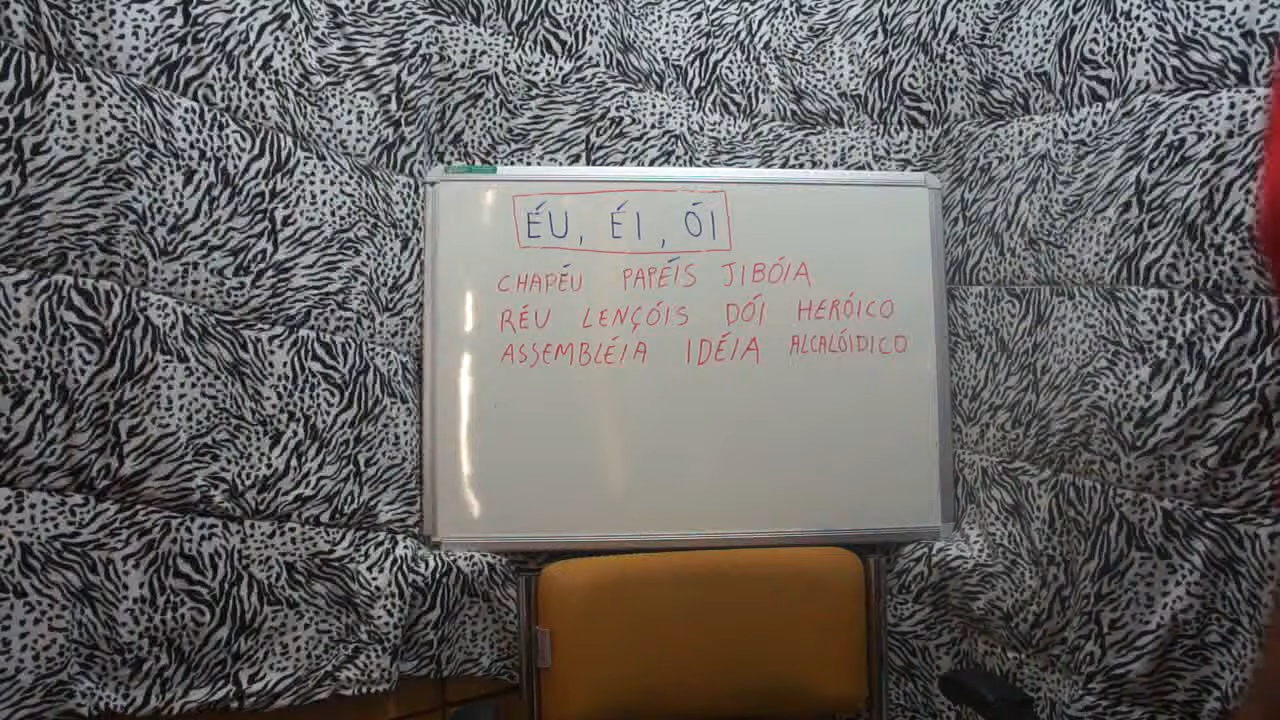 ÉU, ÉI, ÓI
CHAPÉU PAPÉIS JIBÓIA
RÉU LENÇÓIS DÓI HERÓICO
ASSEMBLÉIA IDÉIA ALCALÓIDICO